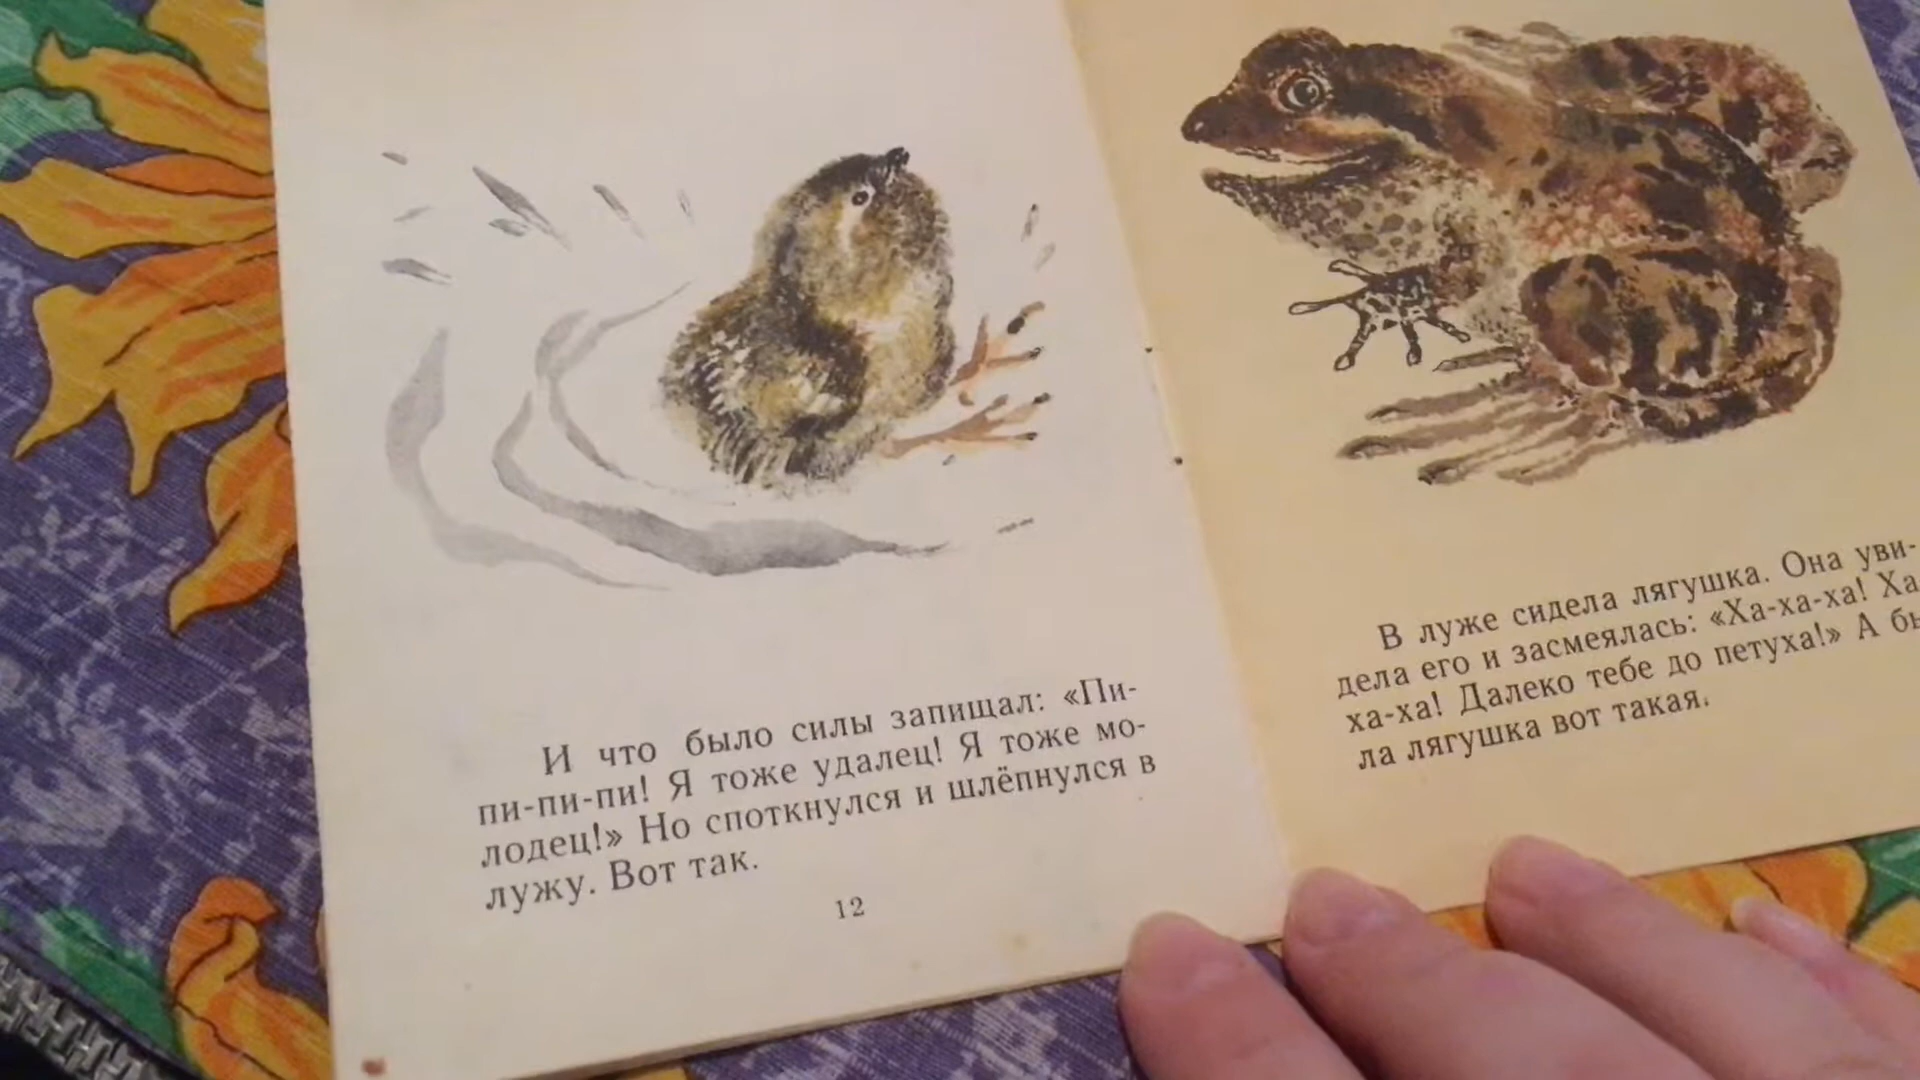 И что было силы запищал: «Пи-
пи-пи-пи! Я тоже удалец! Я тоже мо-
лодец!» Но споткнулся и шлёпнулся в
лужу. Вот так.
12
В луже сидела лягушка. Она уви-
дела его и засмеялась: «Ха-ха-ха! Ха-
ха-ха! Далеко тебе до петуха!» А бы
ла лягушка вот такая.